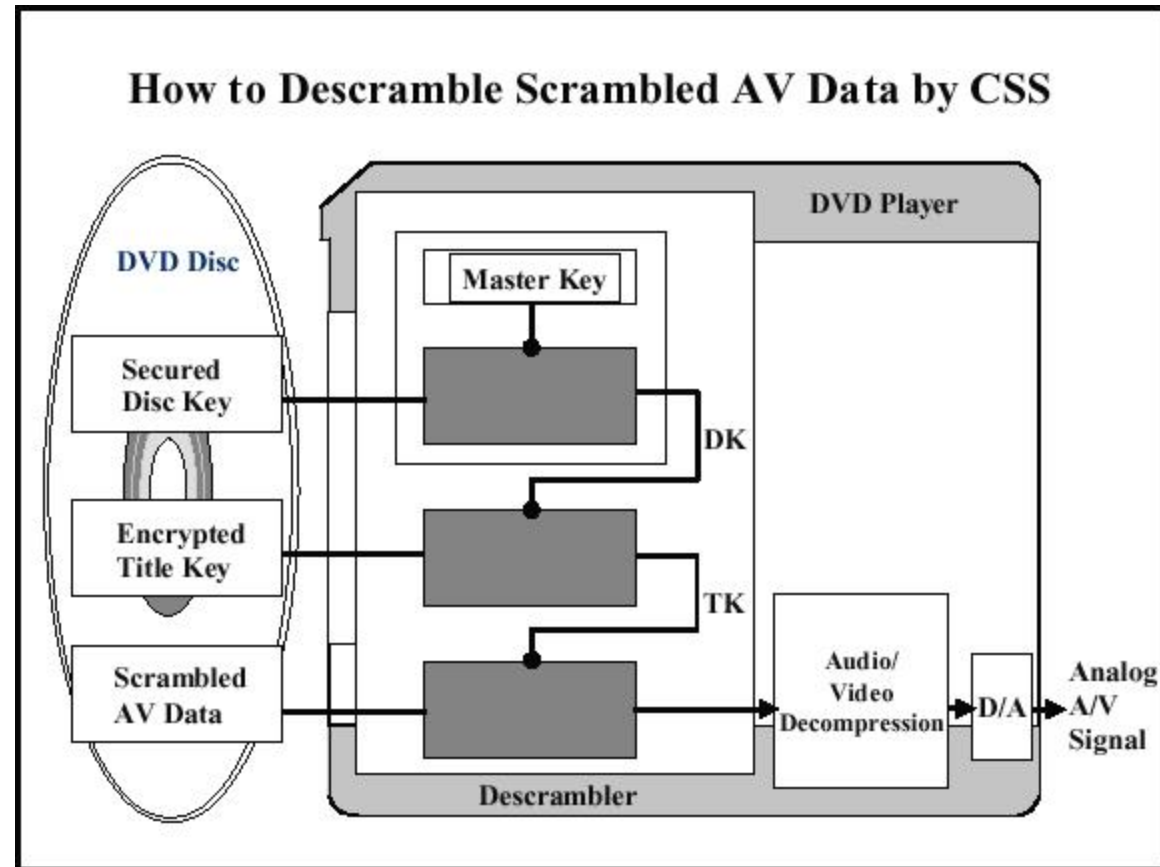 How to Descramble Scrambled AV Data by CSS
DVD Player
DVD Disc
Master Key
Secured
Disc Key
DK
Encrypted
Title Key
TK
Scrambled
AV Data
Audio/
Video
Decompression
D/A
Analog
A/V
Signal
Descrambler